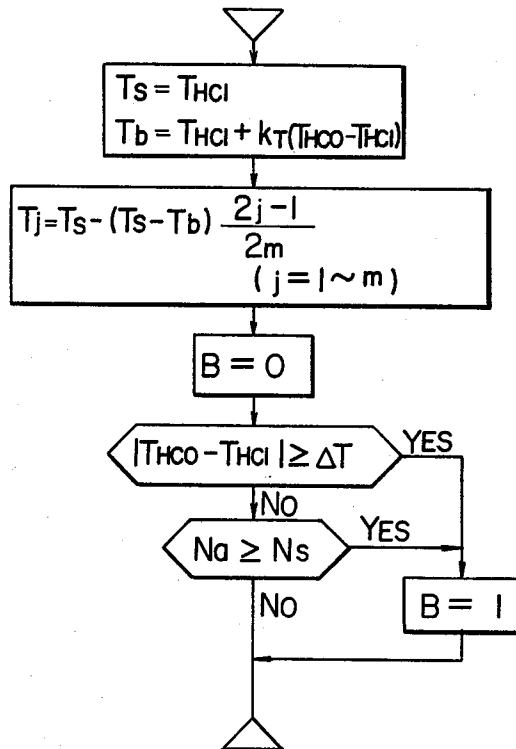 Ts = THCI
Tb = THCI + kT(THCO-THCI)
Tj = Ts-(Ts-Tb) 2j-1
2m
(j=1~m)
B = 0
|THCO-THCI| ≥ ΔT
YES
NO
Na ≥ Ns
YES
NO
B = 1